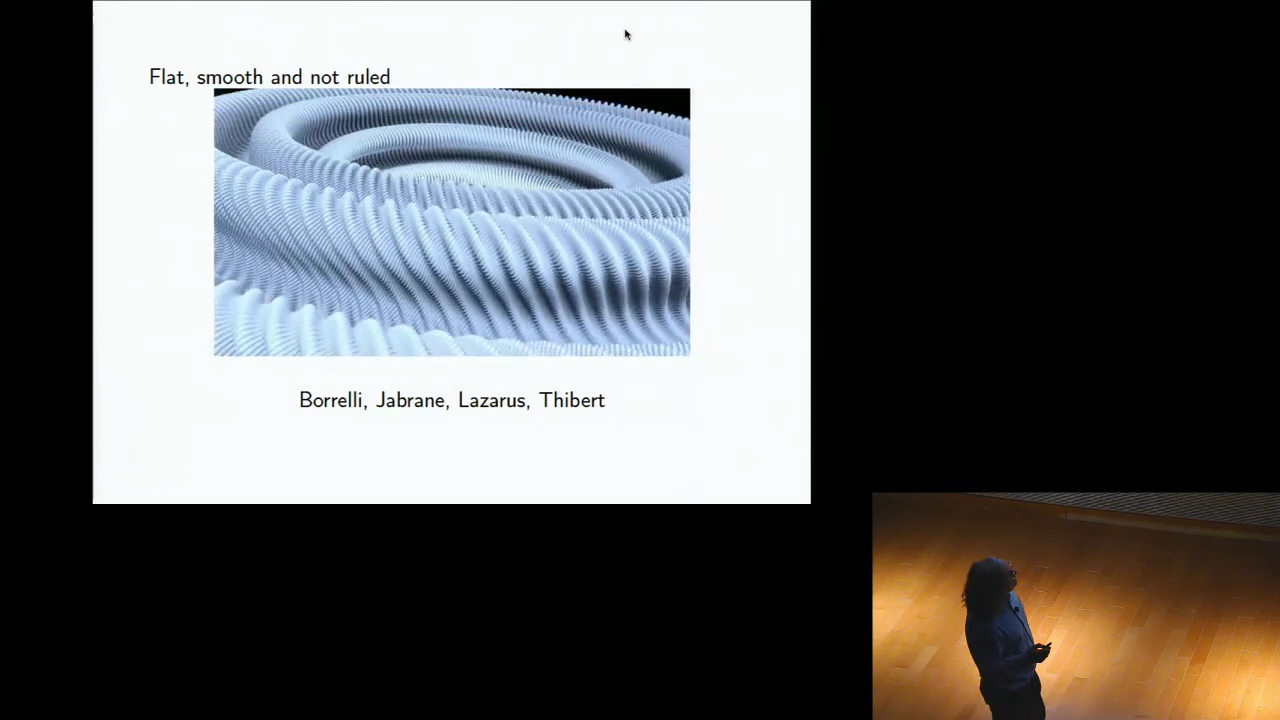 Flat, smooth and not ruled
Borrelli, Jabrane, Lazarus, Thibert